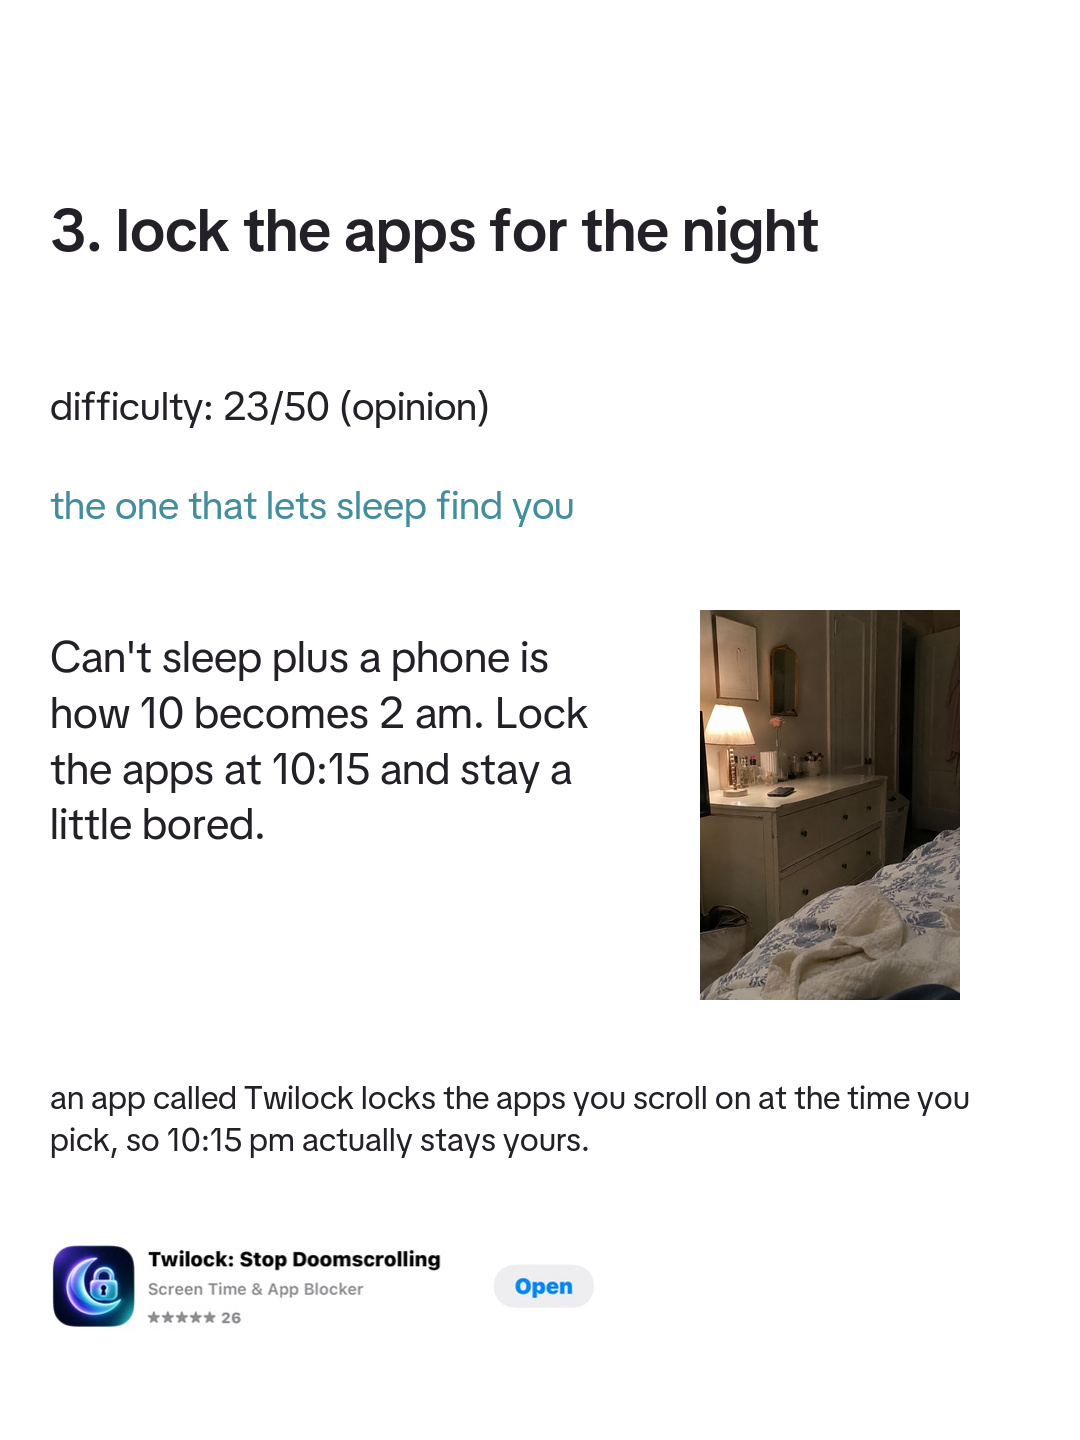 3. lock the apps for the night
difficulty: 23/50 (opinion)
the one that lets sleep find you
Can't sleep plus a phone is
how 10 becomes 2 am. Lock
the apps at 10:15 and stay a
little bored.
an app called Twilock locks the apps you scroll on at the time you
pick, so 10:15 pm actually stays yours.
Twilock: Stop Doomscrolling
Screen Time & App Blocker
★★★★★ 26
Open